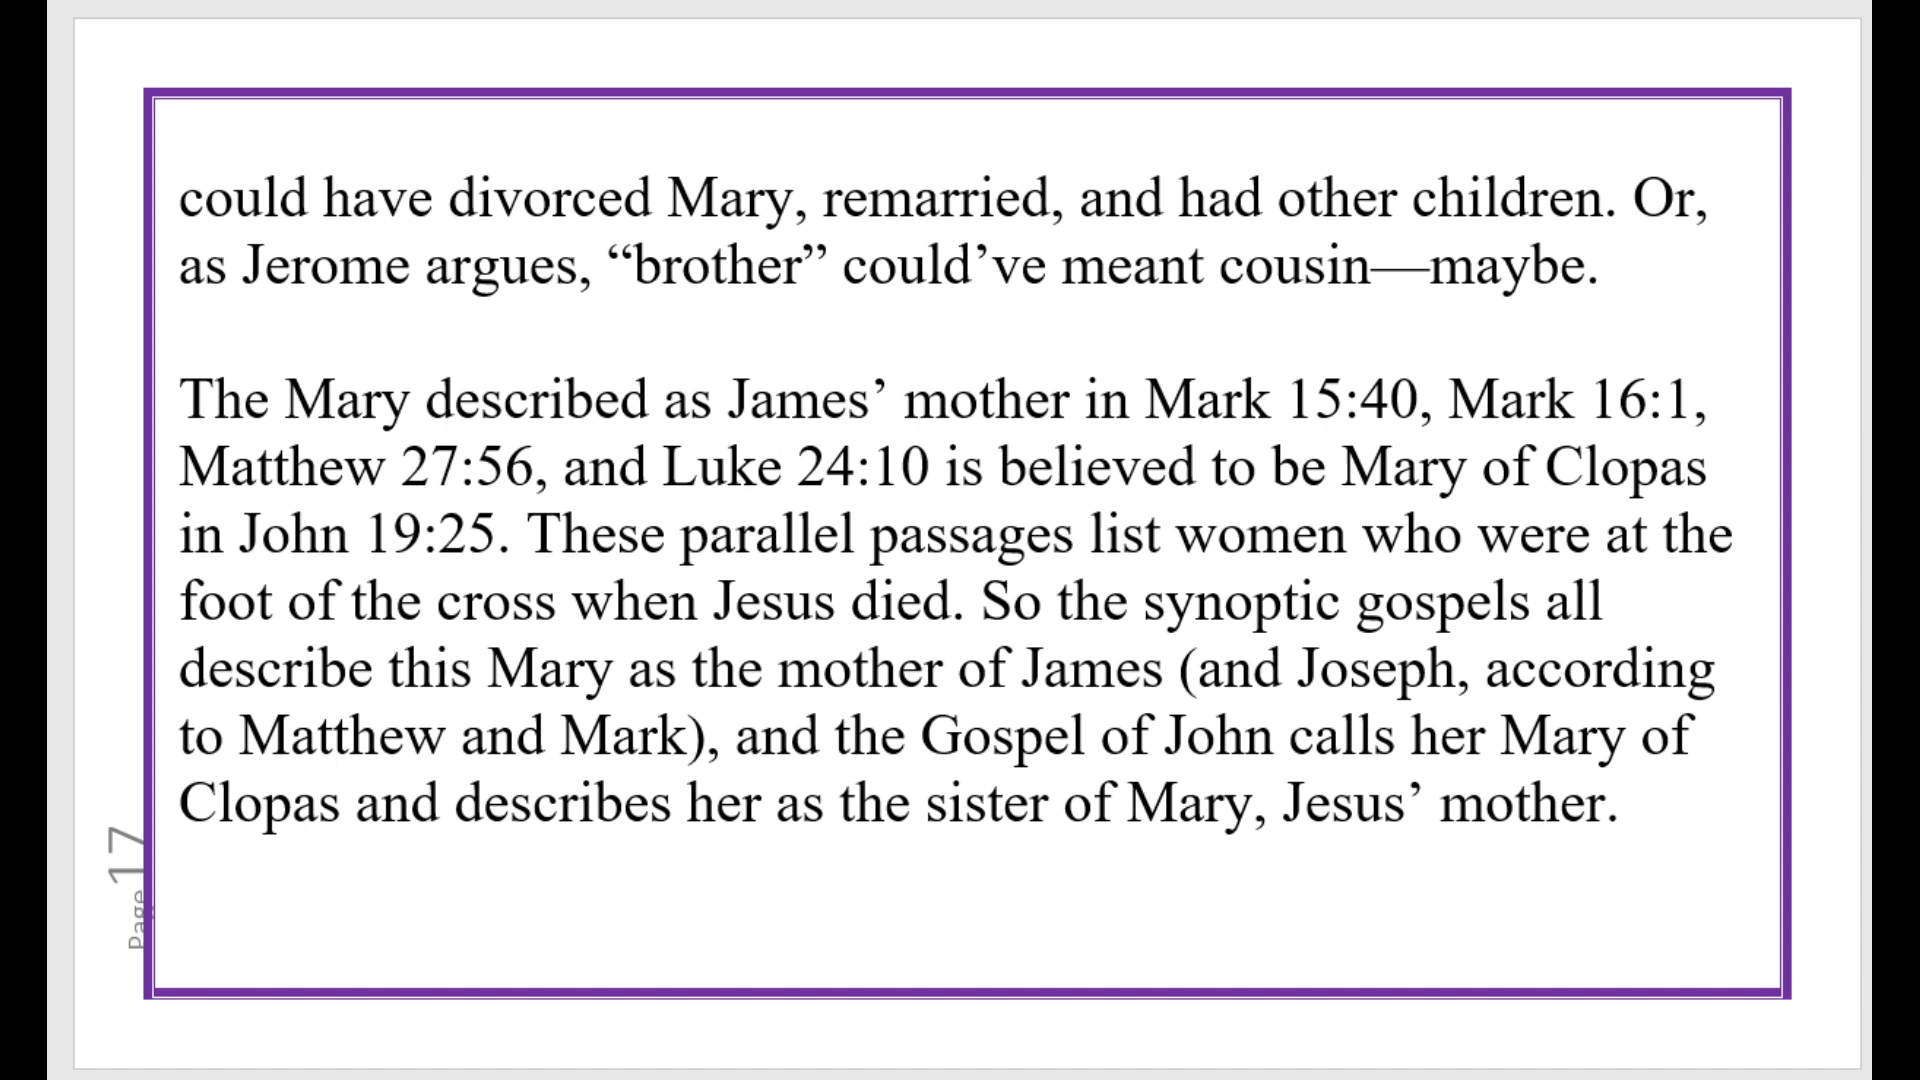 could have divorced Mary, remarried, and had other children. Or,
as Jerome argues, “brother” could’ve meant cousin—maybe.
The Mary described as James’ mother in Mark 15:40, Mark 16:1,
Matthew 27:56, and Luke 24:10 is believed to be Mary of Clopas
in John 19:25. These parallel passages list women who were at the
foot of the cross when Jesus died. So the synoptic gospels all
describe this Mary as the mother of James (and Joseph, according
to Matthew and Mark), and the Gospel of John calls her Mary of
Clopas and describes her as the sister of Mary, Jesus’ mother.
Page 17